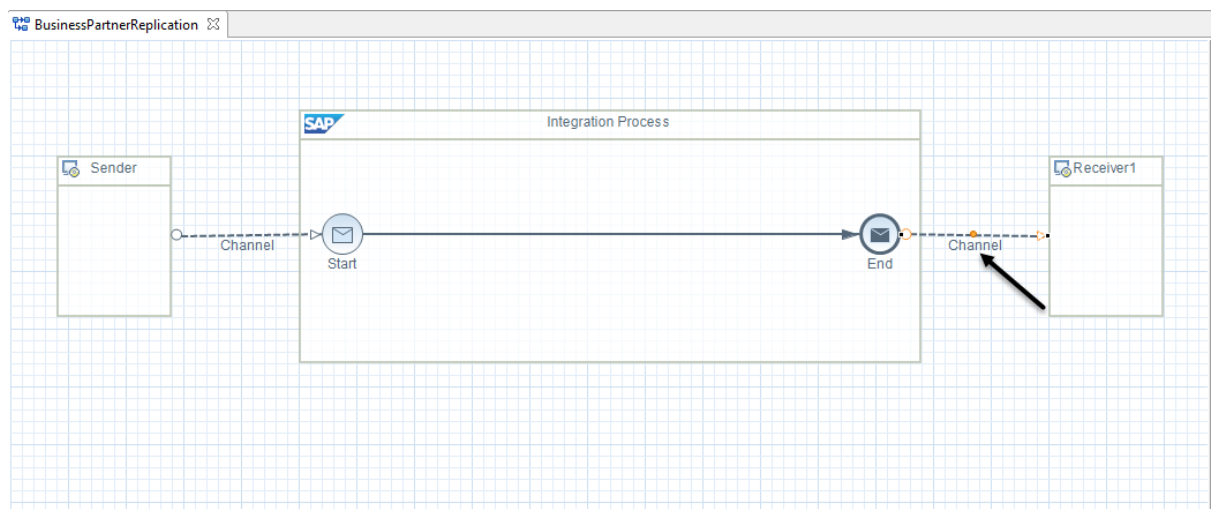 BusinessPartnerReplication
SAP
Integration Process
Sender
Receiver1
Channel
Channel
Start
End